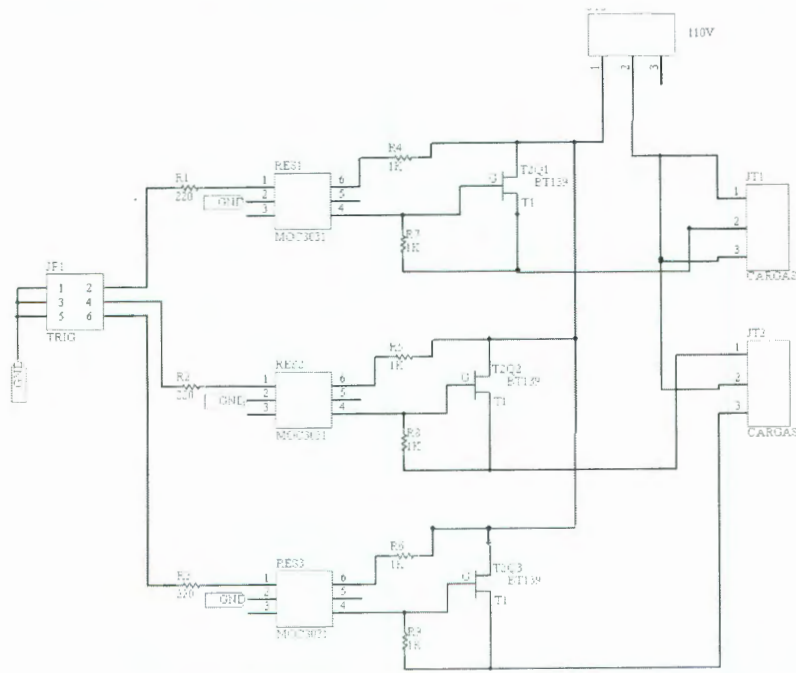 110V
1
2
3
R4
1K
RES1
R1
220
1
2
3
6
5
4
GND
MOC3031
G
T2Q1
BT139
T1
R7
1K
JT1
1
2
3
CARGAS
JP1
1
2
3
4
5
6
TRIG
GND
R5
1K
RES2
R2
220
1
2
3
6
5
4
GND
MOC3031
G
T2Q2
BT139
T1
R8
1K
JT2
1
2
3
CARGAS
R6
1K
RES3
R3
220
1
2
3
6
5
4
GND
MOC3031
G
T2Q3
BT139
T1
R9
1K